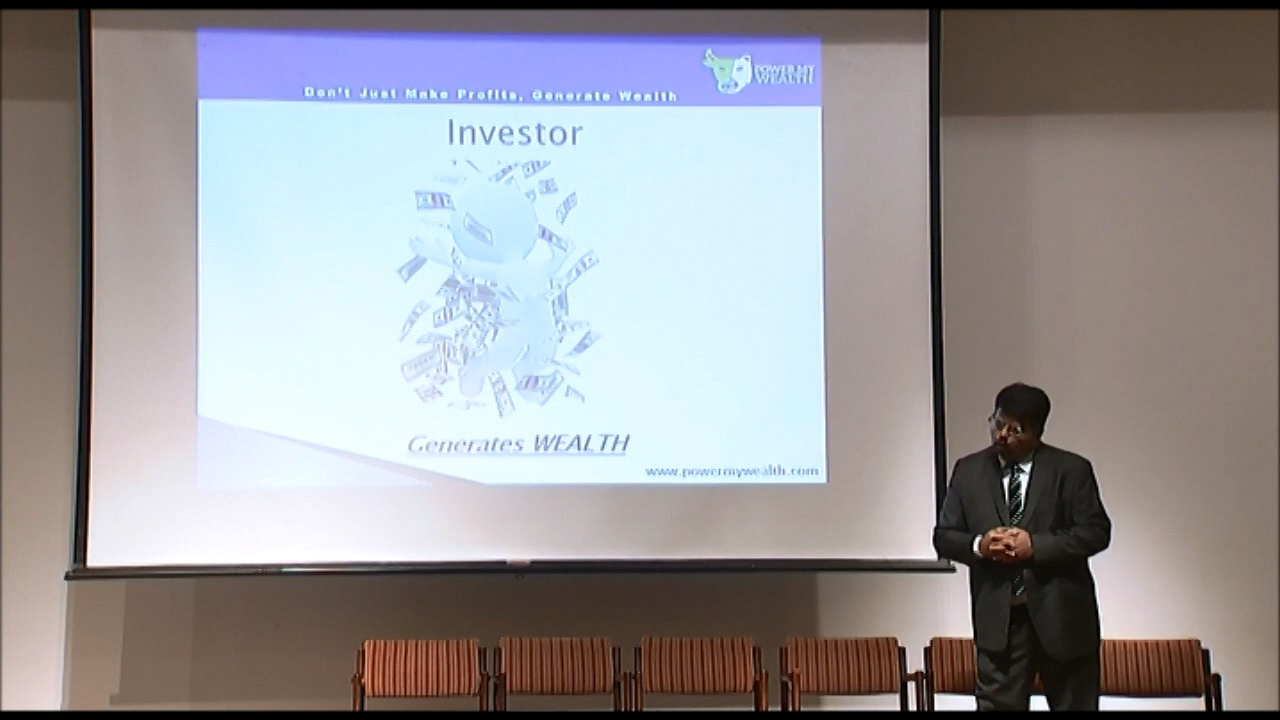 POWER MY
WEALTH
Don't Just Make Profits, Generate Wealth
Investor
Generates WEALTH
www.powermywealth.com